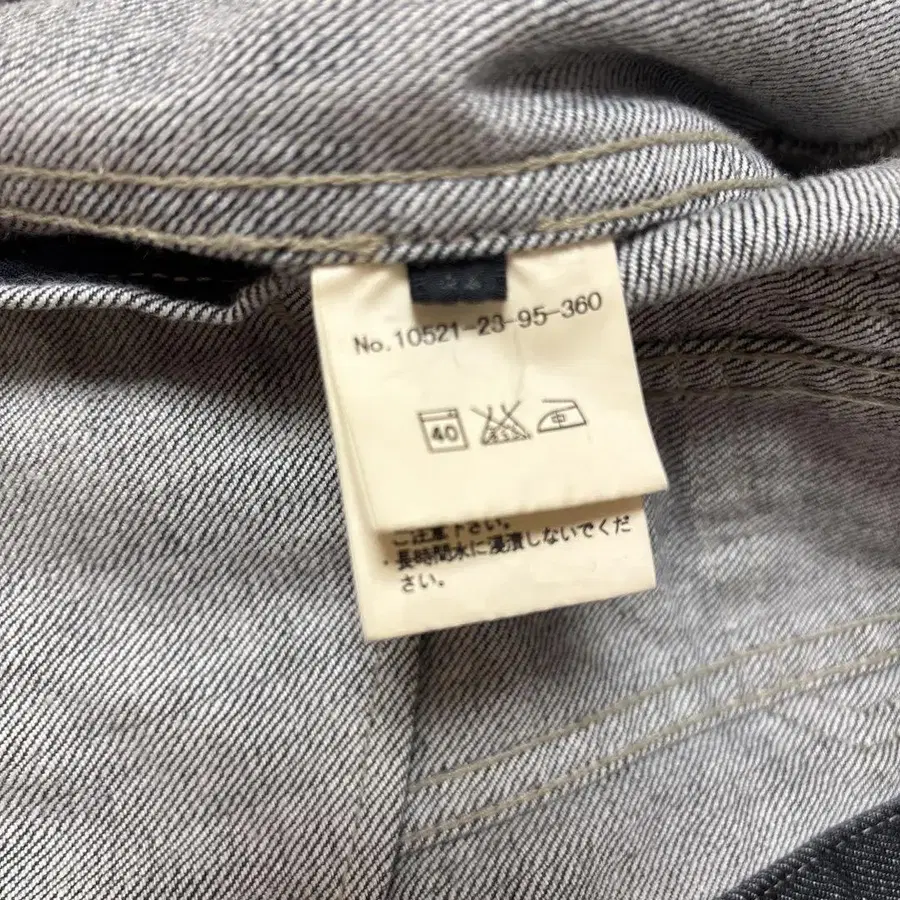 No.10521-23-95-360
40 中
ご注意下さい。
・長時間水に浸漬しないでくだ
さい。